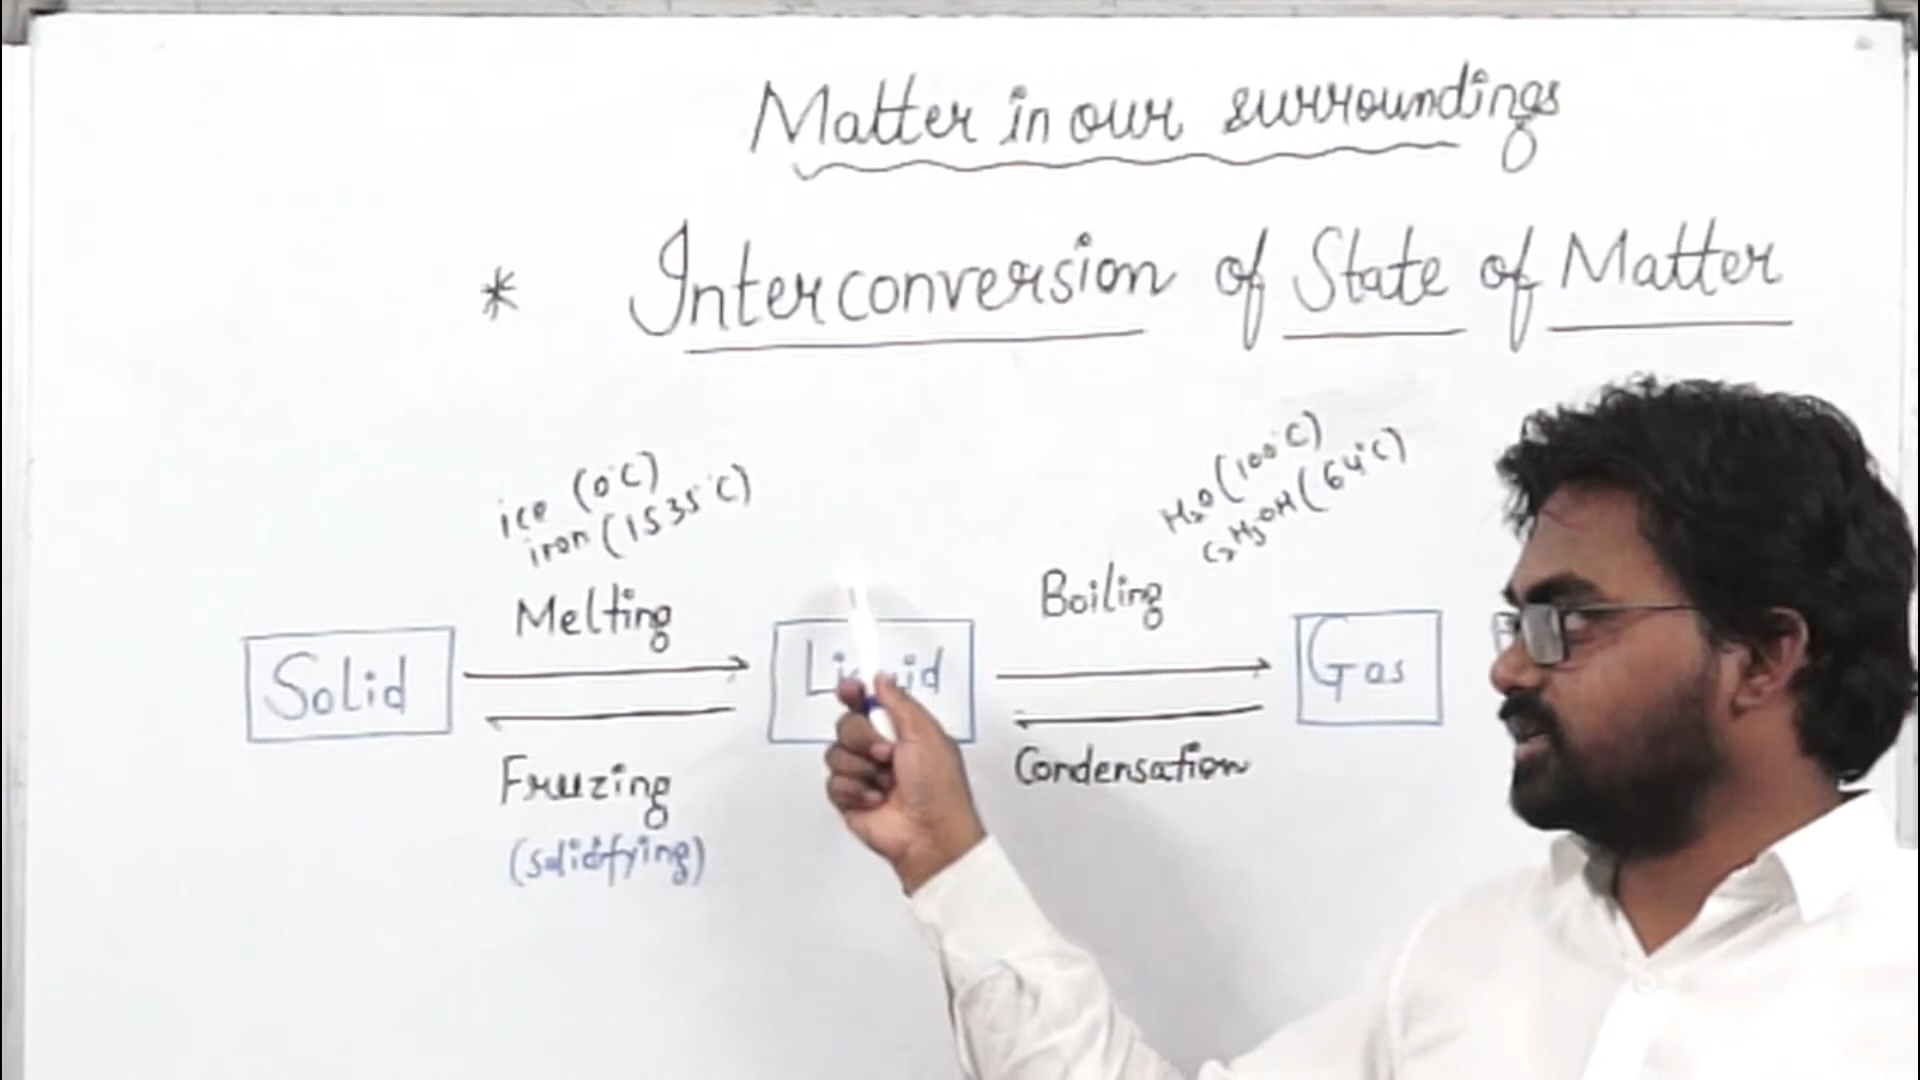 Matter in our surroundings
* Interconversion of State of Matter
ice (0°C)
iron (1535°C)
H₂O (100°C)
C₂H₅OH (64°C)
Melting
Boiling
Solid
Liquid
Gas
Freezing
Condensation
(solidifying)